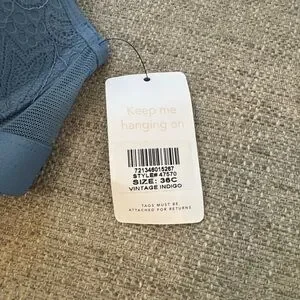 Keep me
hanging on
721346015267
STYLE# 47570
SIZE: 36C
VINTAGE INDIGO
TAGS MUST BE
ATTACHED FOR RETURNS